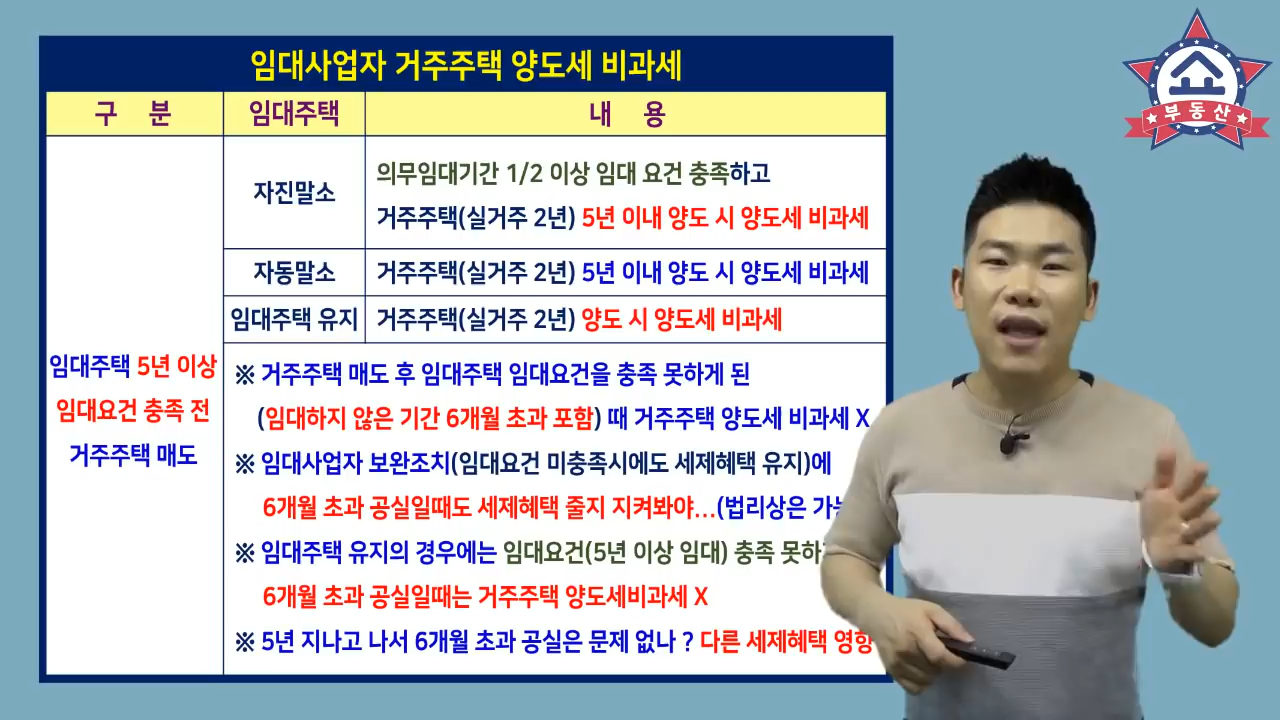 임대사업자 거주주택 양도세 비과세
구 분
임대주택
내 용
부동산
임대주택 5년 이상
임대요건 충족 전
거주주택 매도
자진말소
의무임대기간 1/2 이상 임대 요건 충족하고
거주주택(실거주 2년) 5년 이내 양도 시 양도세 비과세
자동말소
거주주택(실거주 2년) 5년 이내 양도 시 양도세 비과세
임대주택 유지
거주주택(실거주 2년) 양도 시 양도세 비과세
※ 거주주택 매도 후 임대주택 임대요건을 충족 못하게 된
(임대하지 않은 기간 6개월 초과 포함) 때 거주주택 양도세 비과세 X
※ 임대사업자 보완조치(임대요건 미충족시에도 세제혜택 유지)에
6개월 초과 공실일때도 세제혜택 줄지 지켜봐야...(법리상은
※ 임대주택 유지의 경우에는 임대요건(5년 이상 임대) 충족
6개월 초과 공실일때는 거주주택 양도세비과세 X
※ 5년 지나고 나서 6개월 초과 공실은 문제 없나 ? 다른 세제혜택 영향